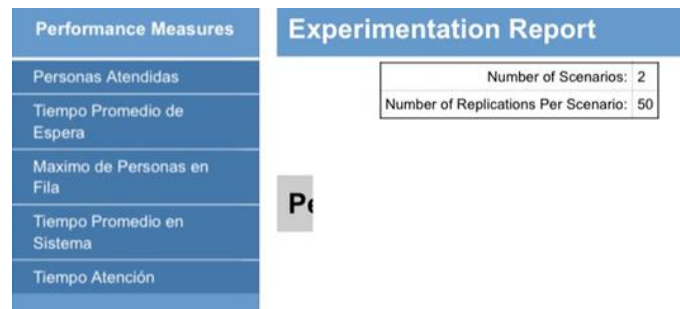 Performance Measures
Personas Atendidas
Tiempo Promedio de
Espera
Maximo de Personas en
Fila
Tiempo Promedio en
Sistema
Tiempo Atención
Experimentation Report
Number of Scenarios: 2
Number of Replications Per Scenario: 50